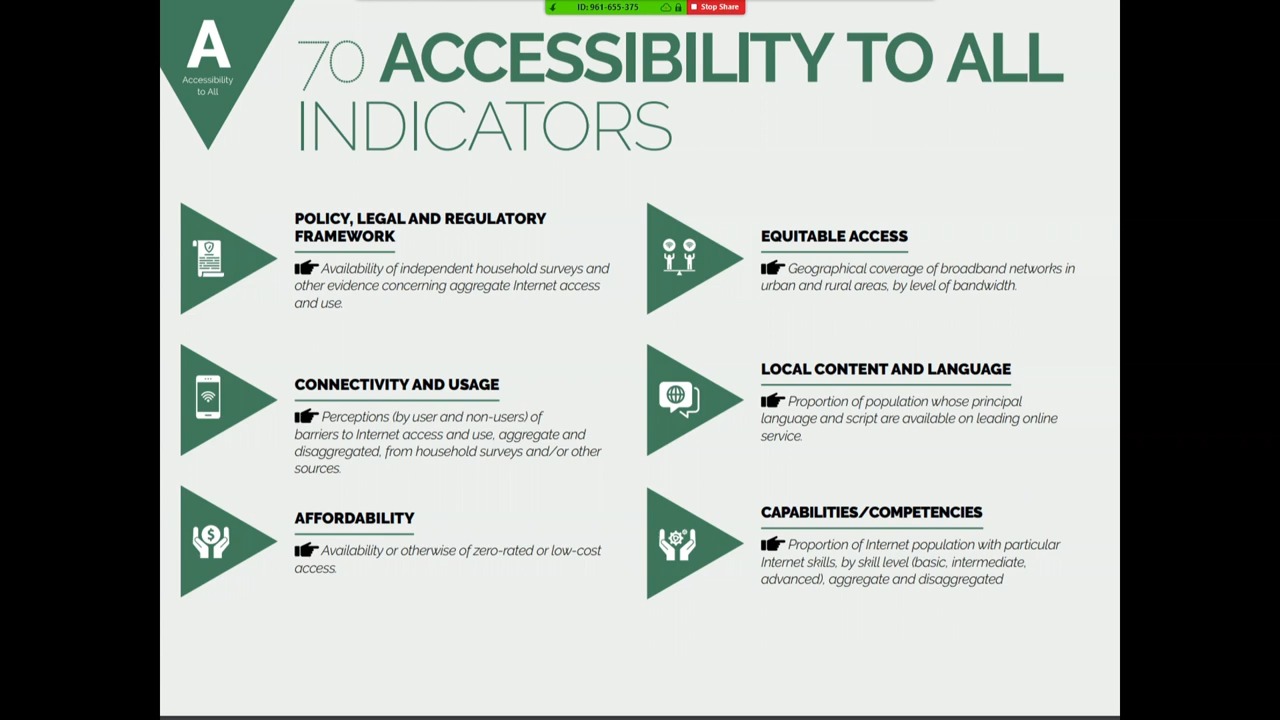 ID: 961-655-375
Stop Share
A
Accessibility
to All
70 ACCESSIBILITY TO ALL
INDICATORS
POLICY, LEGAL AND REGULATORY
FRAMEWORK
Availability of independent household surveys and
other evidence concerning aggregate Internet access
and use.
CONNECTIVITY AND USAGE
Perceptions (by user and non-users) of
barriers to Internet access and use, aggregate and
disaggregated, from household surveys and/or other
sources.
AFFORDABILITY
Availability or otherwise of zero-rated or low-cost
access.
EQUITABLE ACCESS
Geographical coverage of broadband networks in
urban and rural areas, by level of bandwidth.
LOCAL CONTENT AND LANGUAGE
Proportion of population whose principal
language and script are available on leading online
service.
CAPABILITIES/COMPETENCIES
Proportion of Internet population with particular
Internet skills, by skill level (basic, intermediate,
advanced), aggregate and disaggregated